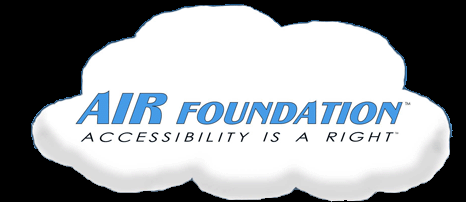 AIR FOUNDATION™
ACCESSIBILITY IS A RIGHT™